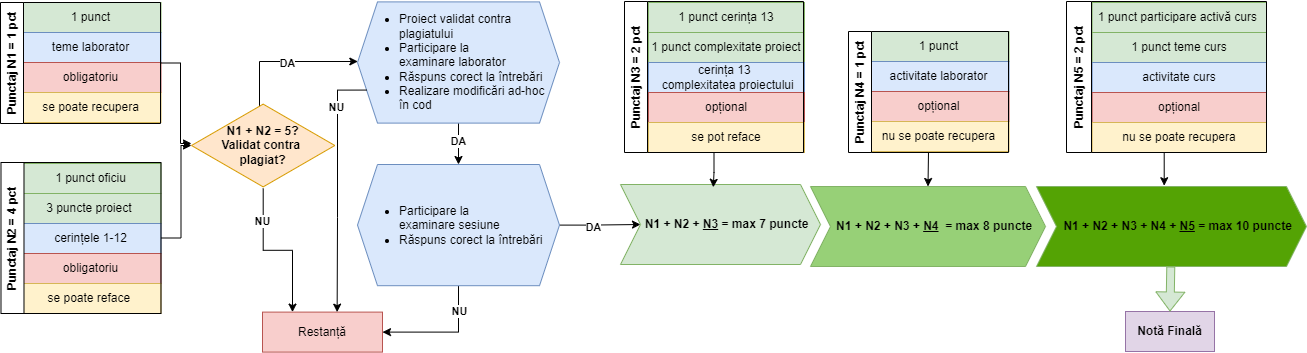 Punctaj N1 = 1 pct
1 punct
teme laborator
obligatoriu
se poate recupera
Punctaj N2 = 4 pct
1 punct oficiu
3 puncte proiect
cerințele 1-12
obligatoriu
se poate reface
N1 + N2 = 5?
Validat contra
plagiat?
DA
NU
Proiect validat contra
plagiatului
Participare la
examinare laborator
Răspuns corect la întrebări
Realizare modificări ad-hoc
în cod
NU
DA
Participare la
examinare sesiune
Răspuns corect la întrebări
DA
NU
Restanță
Punctaj N3 = 2 pct
1 punct cerința 13
1 punct complexitate proiect
cerința 13
complexitatea proiectului
opțional
se pot reface
N1 + N2 + N3 = max 7 puncte
Punctaj N4 = 1 pct
1 punct
activitate laborator
opțional
nu se poate recupera
N1 + N2 + N3 + N4 = max 8 puncte
Punctaj N5 = 2 pct
1 punct participare activă curs
1 punct teme curs
activitate curs
opțional
nu se poate recupera
N1 + N2 + N3 + N4 + N5 = max 10 puncte
Notă Finală